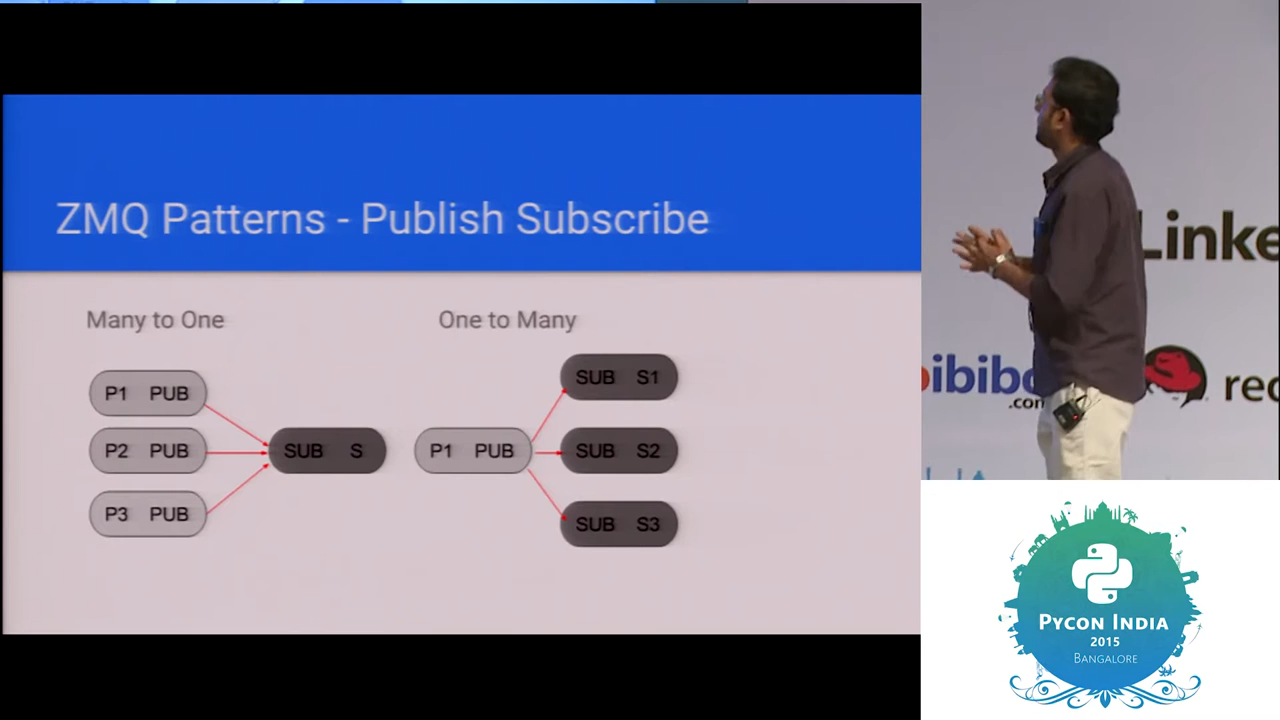 ZMQ Patterns - Publish Subscribe
Many to One
One to Many
P1 PUB
P2 PUB
P3 PUB
SUB S
P1 PUB
SUB S1
SUB S2
SUB S3
Linke
ibibo
.com
red
PYCON INDIA
2015
BANGALORE